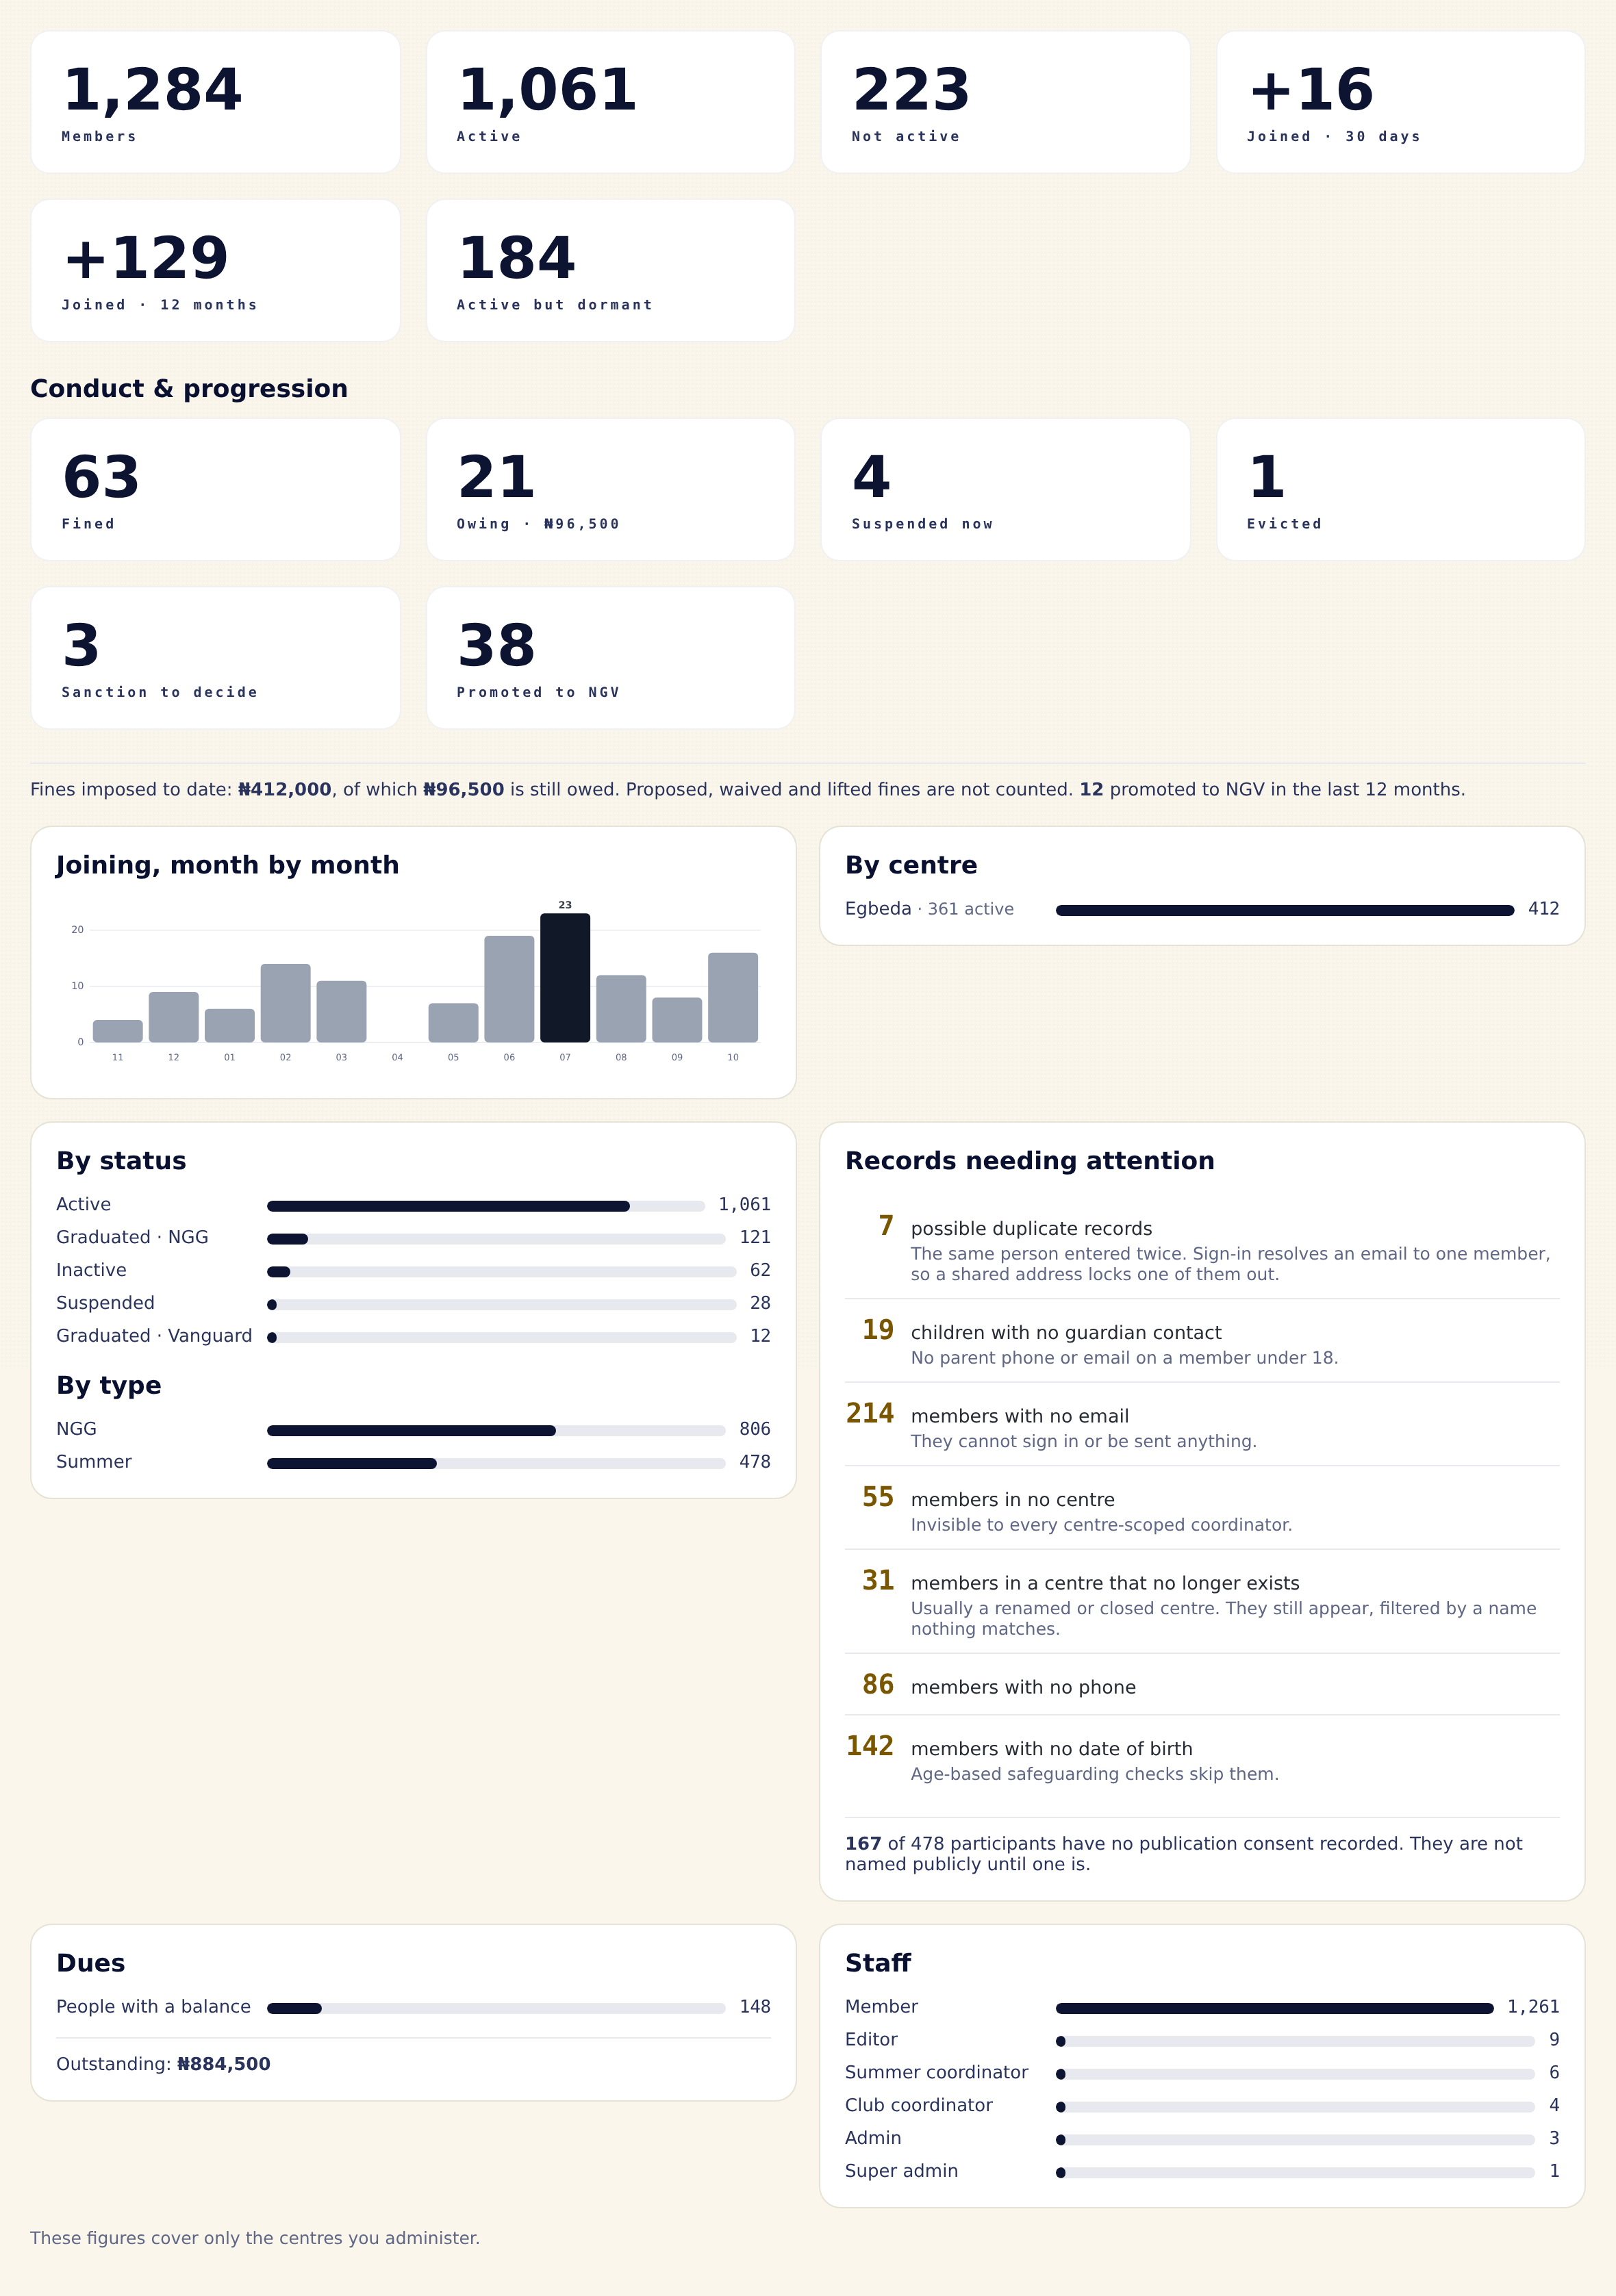 1,284
Members
1,061
Active
223
Not active
+16
Joined · 30 days
+129
Joined · 12 months
184
Active but dormant
Conduct & progression
63
Fined
21
Owing · ₦96,500
4
Suspended now
1
Evicted
3
Sanction to decide
38
Promoted to NGV
Fines imposed to date: ₦412,000, of which ₦96,500 is still owed. Proposed, waived and lifted fines are not counted. 12 promoted to NGV in the last 12 months.
Joining, month by month
23
20
10
0
11 12 01 02 03 04 05 06 07 08 09 10
By centre
Egbeda · 361 active 412
By status
Active 1,061
Graduated · NGG 121
Inactive 62
Suspended 28
Graduated · Vanguard 12
By type
NGG 806
Summer 478
Records needing attention
7 possible duplicate records
The same person entered twice. Sign-in resolves an email to one member,
so a shared address locks one of them out.
19 children with no guardian contact
No parent phone or email on a member under 18.
214 members with no email
They cannot sign in or be sent anything.
55 members in no centre
Invisible to every centre-scoped coordinator.
31 members in a centre that no longer exists
Usually a renamed or closed centre. They still appear, filtered by a name
nothing matches.
86 members with no phone
142 members with no date of birth
Age-based safeguarding checks skip them.
167 of 478 participants have no publication consent recorded. They are not
named publicly until one is.
Dues
People with a balance 148
Outstanding: ₦884,500
Staff
Member 1,261
Editor 9
Summer coordinator 6
Club coordinator 4
Admin 3
Super admin 1
These figures cover only the centres you administer.